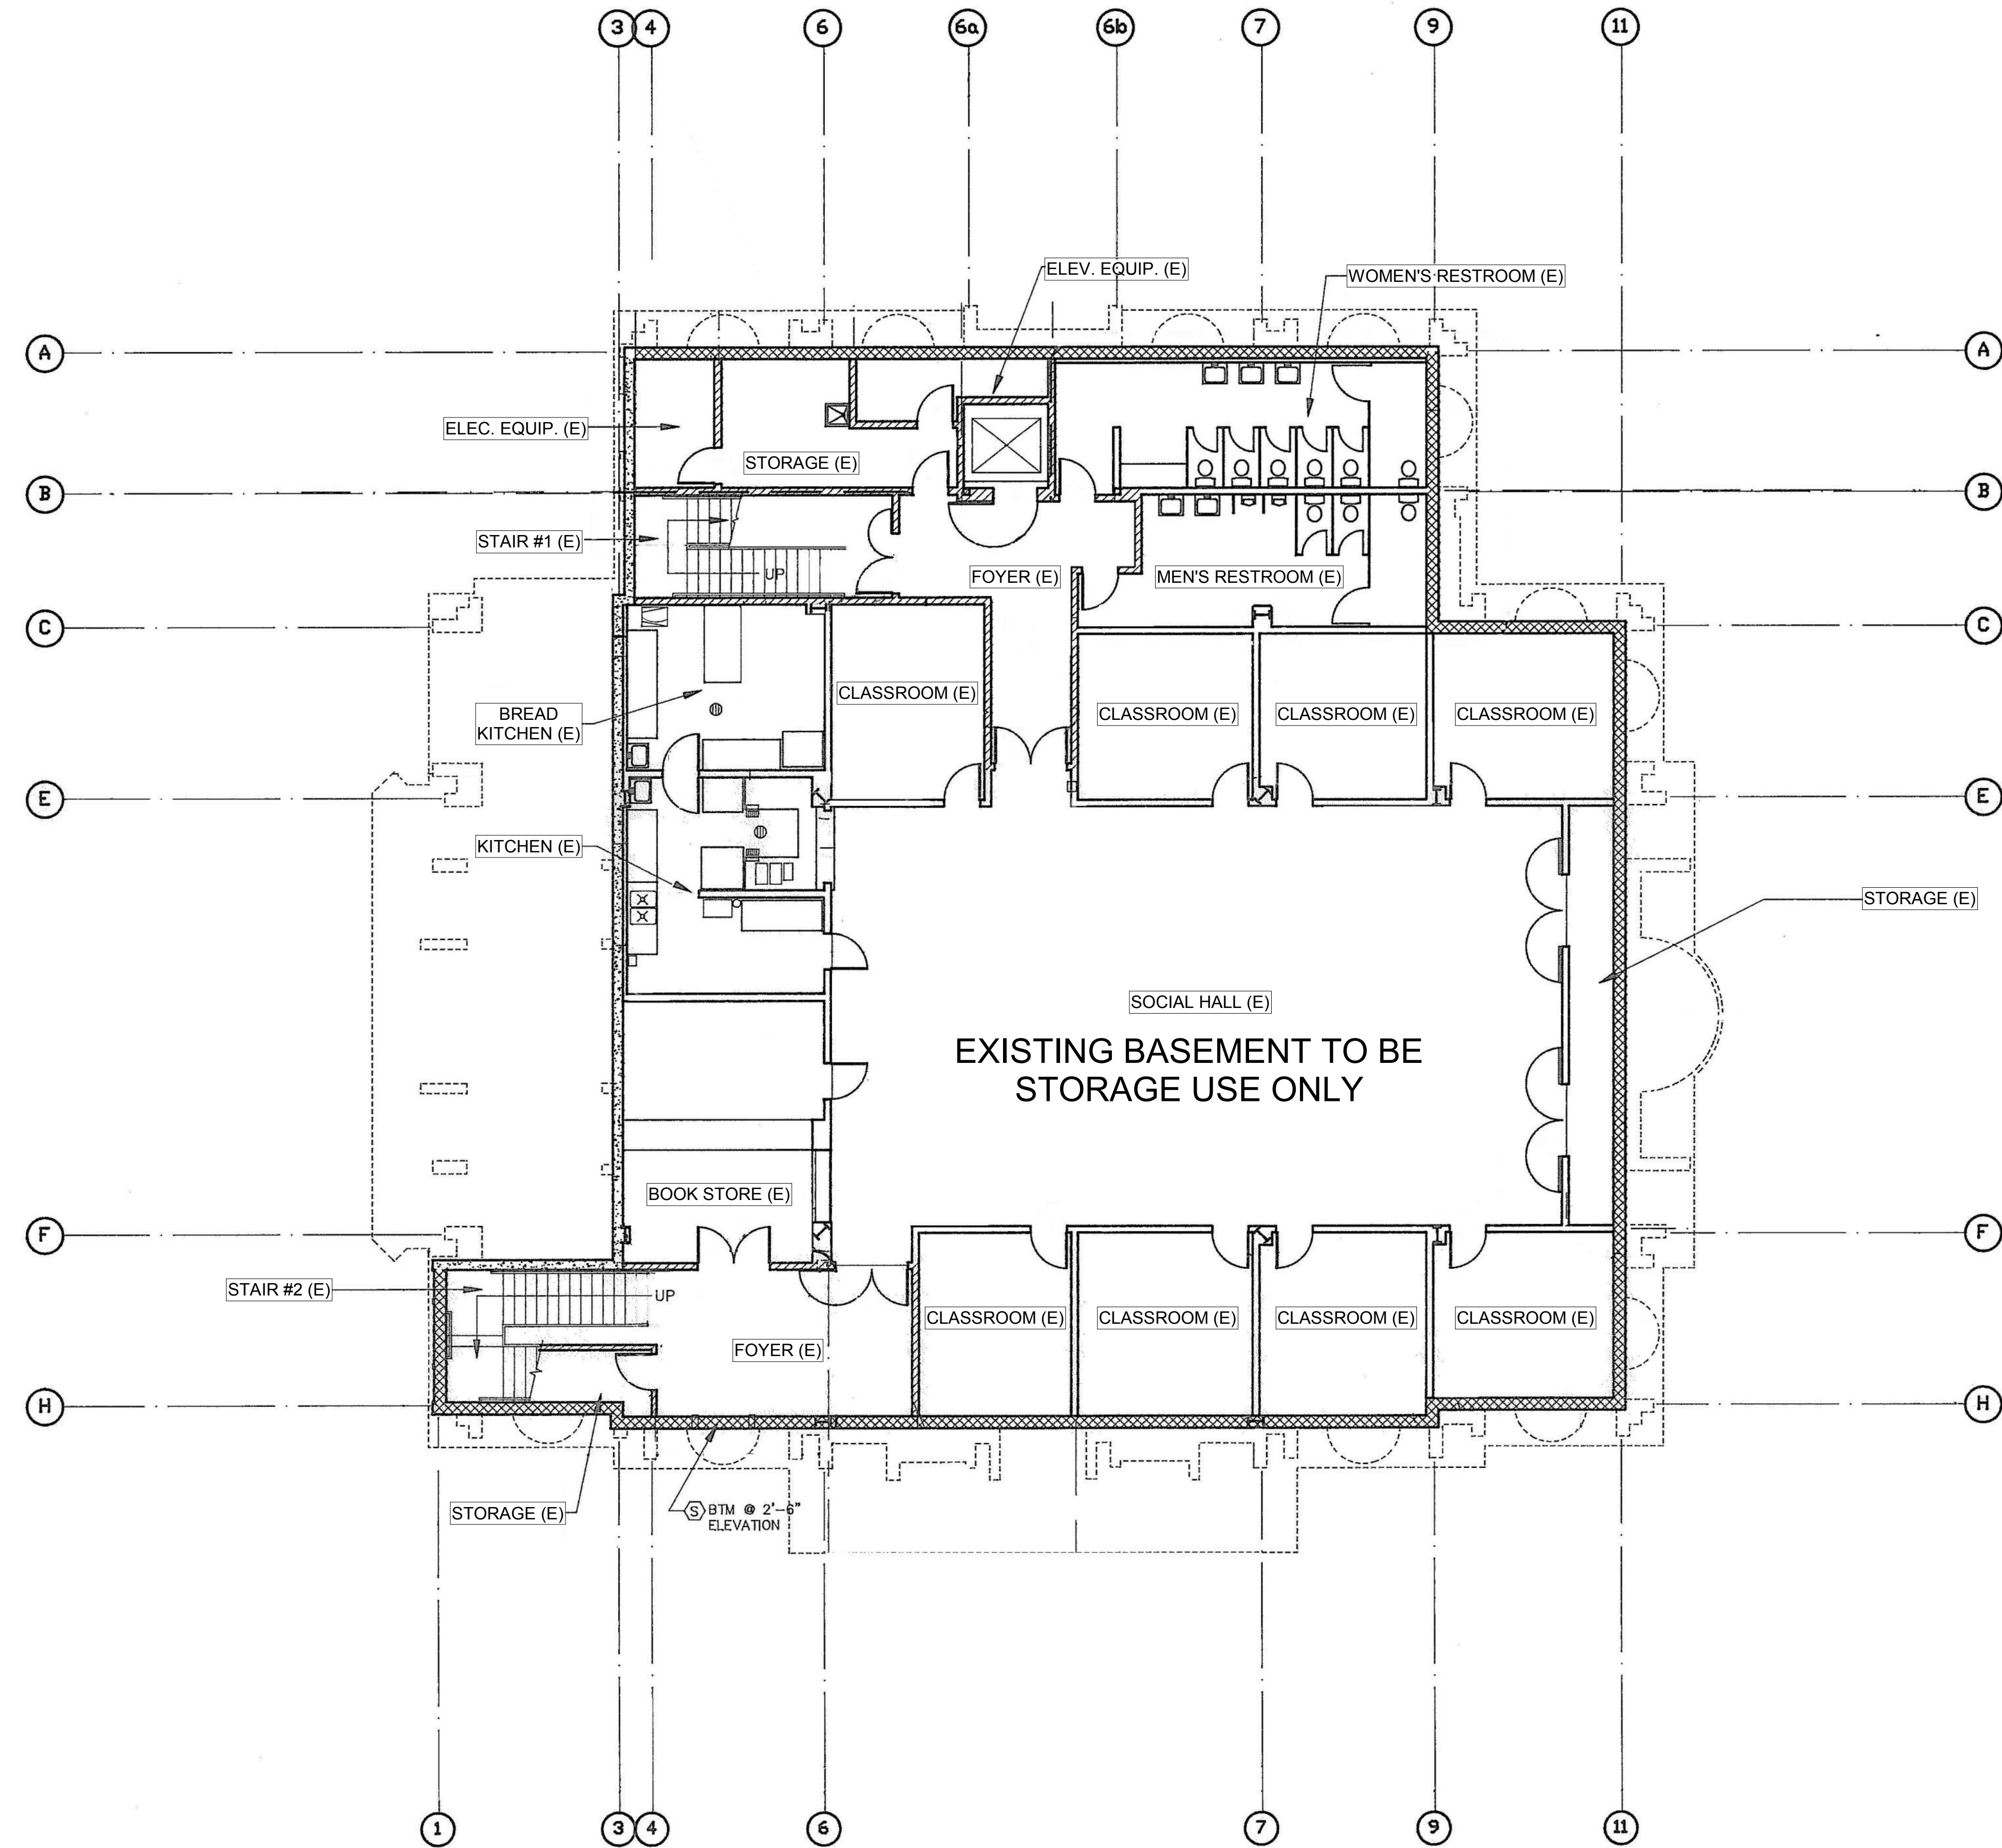 3 4 6 6a 6b 7 9 11
ELEV. EQUIP. (E)
WOMEN'S RESTROOM (E)
A A
ELEC. EQUIP. (E)
STORAGE (E)
B B
STAIR #1 (E)
UP
FOYER (E)
MEN'S RESTROOM (E)
C C
CLASSROOM (E)
BREAD
KITCHEN (E)
CLASSROOM (E)
CLASSROOM (E)
CLASSROOM (E)
E E
KITCHEN (E)
STORAGE (E)
SOCIAL HALL (E)
EXISTING BASEMENT TO BE
STORAGE USE ONLY
BOOK STORE (E)
F F
STAIR #2 (E)
UP
CLASSROOM (E)
CLASSROOM (E)
CLASSROOM (E)
CLASSROOM (E)
FOYER (E)
H H
STORAGE (E)
S BTM @ 2'-6"
ELEVATION
1 3 4 6 7 9 11